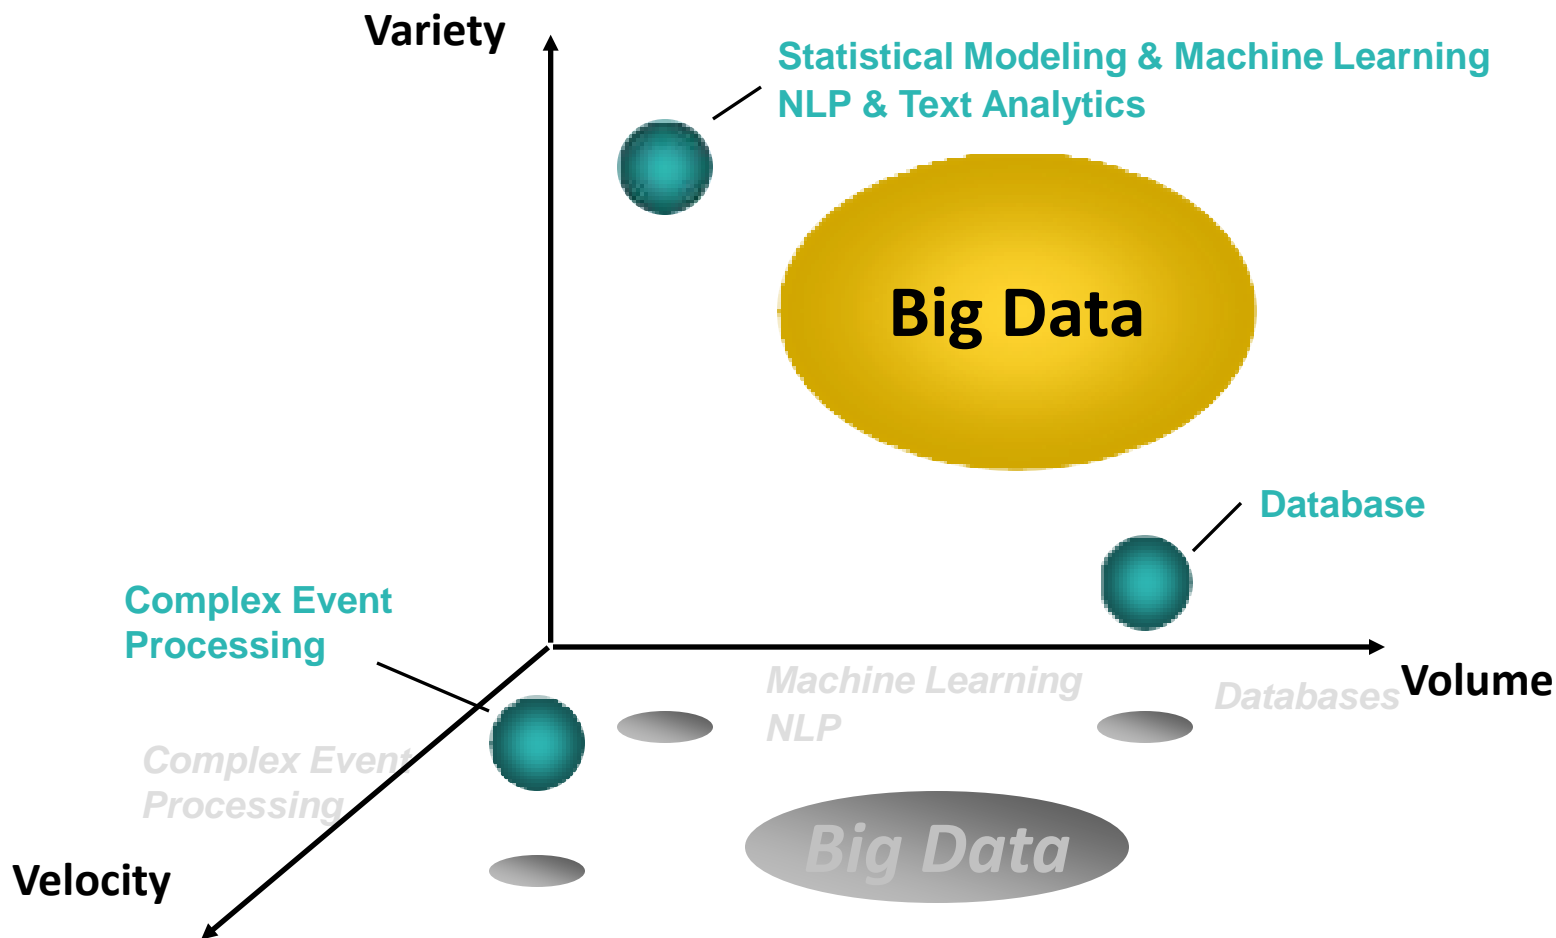 Variety
Statistical Modeling & Machine Learning
NLP & Text Analytics
Big Data
Database
Complex Event
Processing
Machine Learning
NLP
Databases
Volume
Complex Event
Processing
Big Data
Velocity